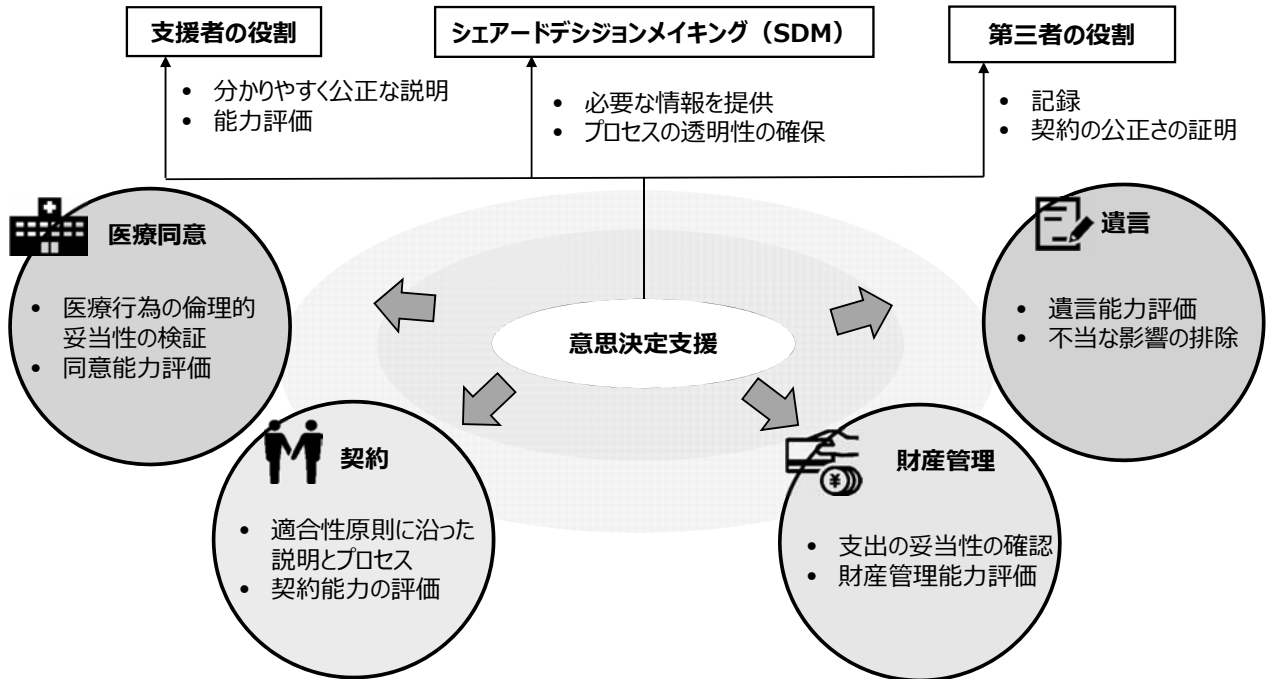 支援者の役割
シェアードデシジョンメイキング（SDM）
第三者の役割
• 分かりやすく公正な説明
• 能力評価
• 必要な情報を提供
• プロセスの透明性の確保
• 記録
• 契約の公正さの証明
医療同意
• 医療行為の倫理的
妥当性の検証
• 同意能力評価
意思決定支援
遺言
• 遺言能力評価
• 不当な影響の排除
契約
• 適合性原則に沿った
説明とプロセス
• 契約能力の評価
財産管理
¥
• 支出の妥当性の確認
• 財産管理能力評価